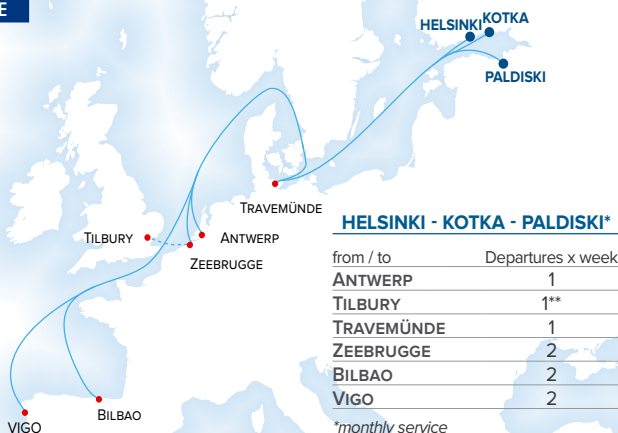 E
HELSINKI KOTKA
PALDISKI
TRAVEMÜNDE
TILBURY
ANTWERP
ZEEBRUGGE
BILBAO
VIGO
HELSINKI - KOTKA - PALDISKI*
from / to Departures x week
ANTWERP 1
TILBURY 1**
TRAVEMÜNDE 1
ZEEBRUGGE 2
BILBAO 2
VIGO 2
*monthly service